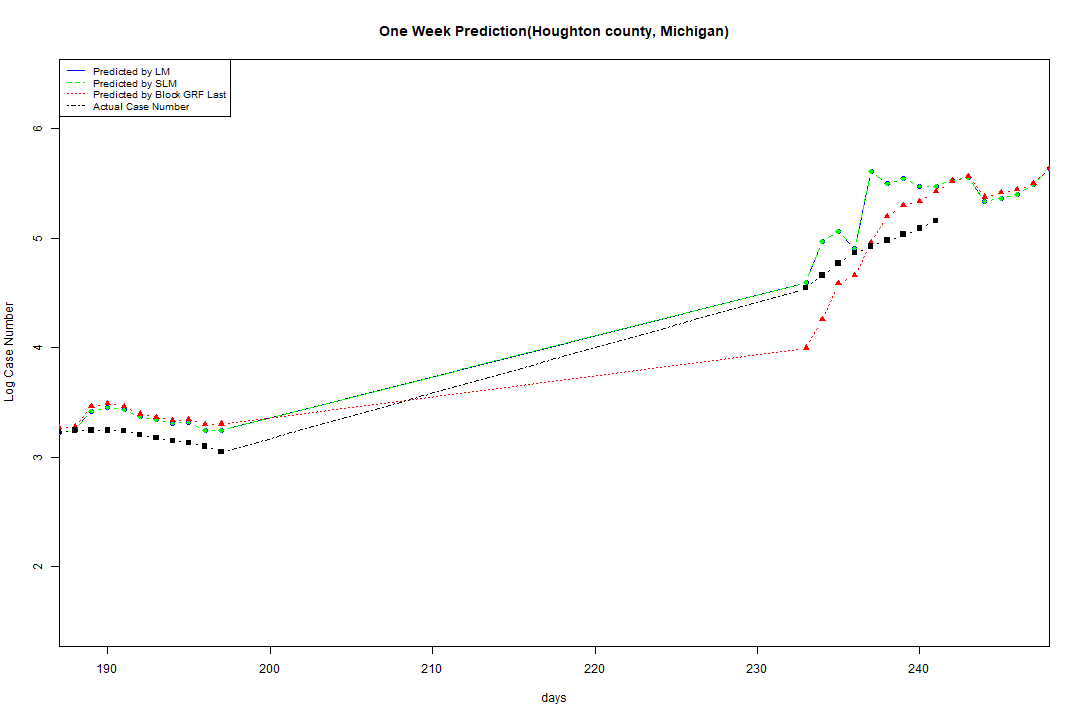 One Week Prediction(Houghton county, Michigan)
Predicted by LM
Predicted by SLM
Predicted by Block GRF Last
Actual Case Number
6
5
4
3
2
Log Case Number
190 200 210 220 230 240
days